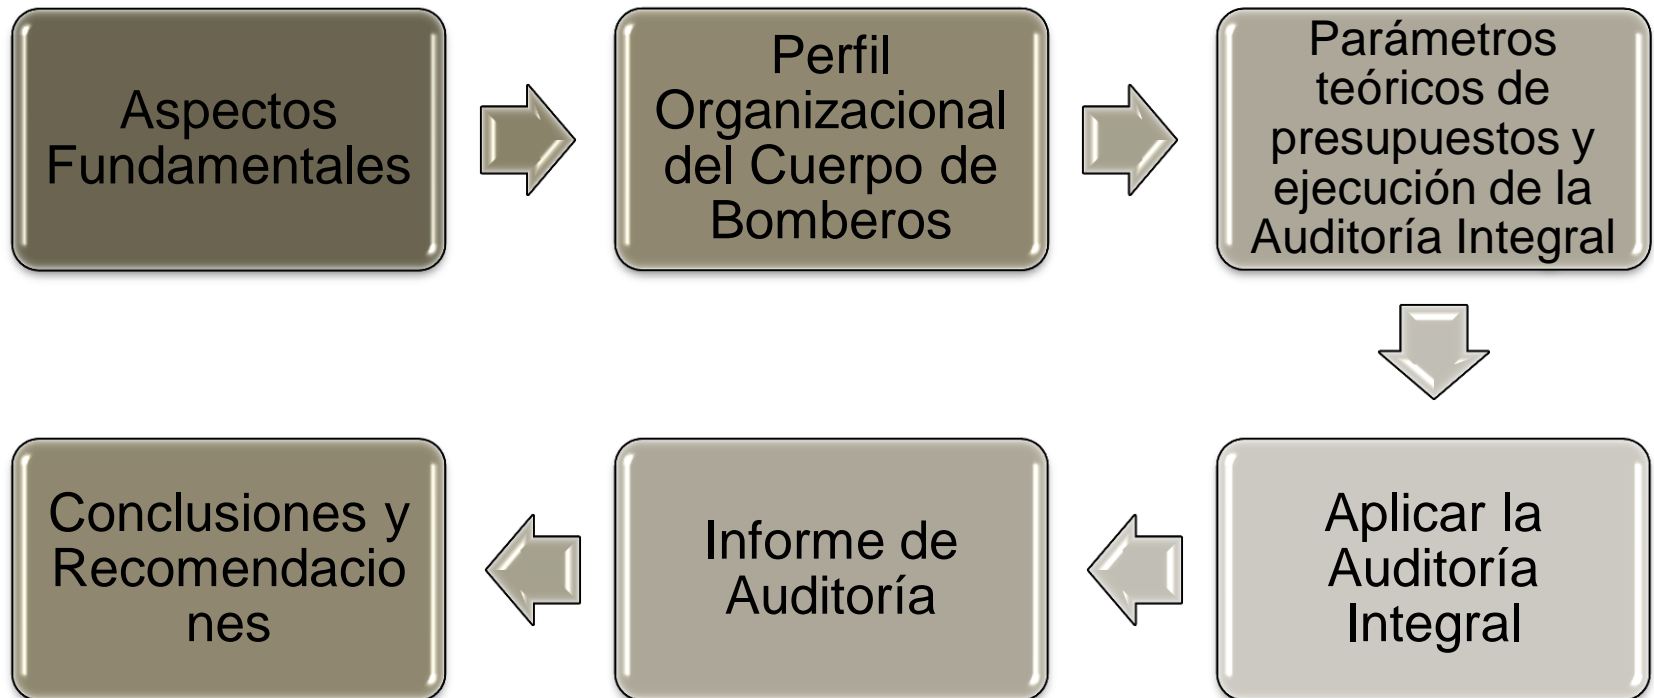 Aspectos
Fundamentales
Perfil
Organizacional
del Cuerpo de
Bomberos
Parámetros
teóricos de
presupuestos y
ejecución de la
Auditoría Integral
Aplicar la
Auditoría
Integral
Informe de
Auditoría
Conclusiones y
Recomendacio
nes